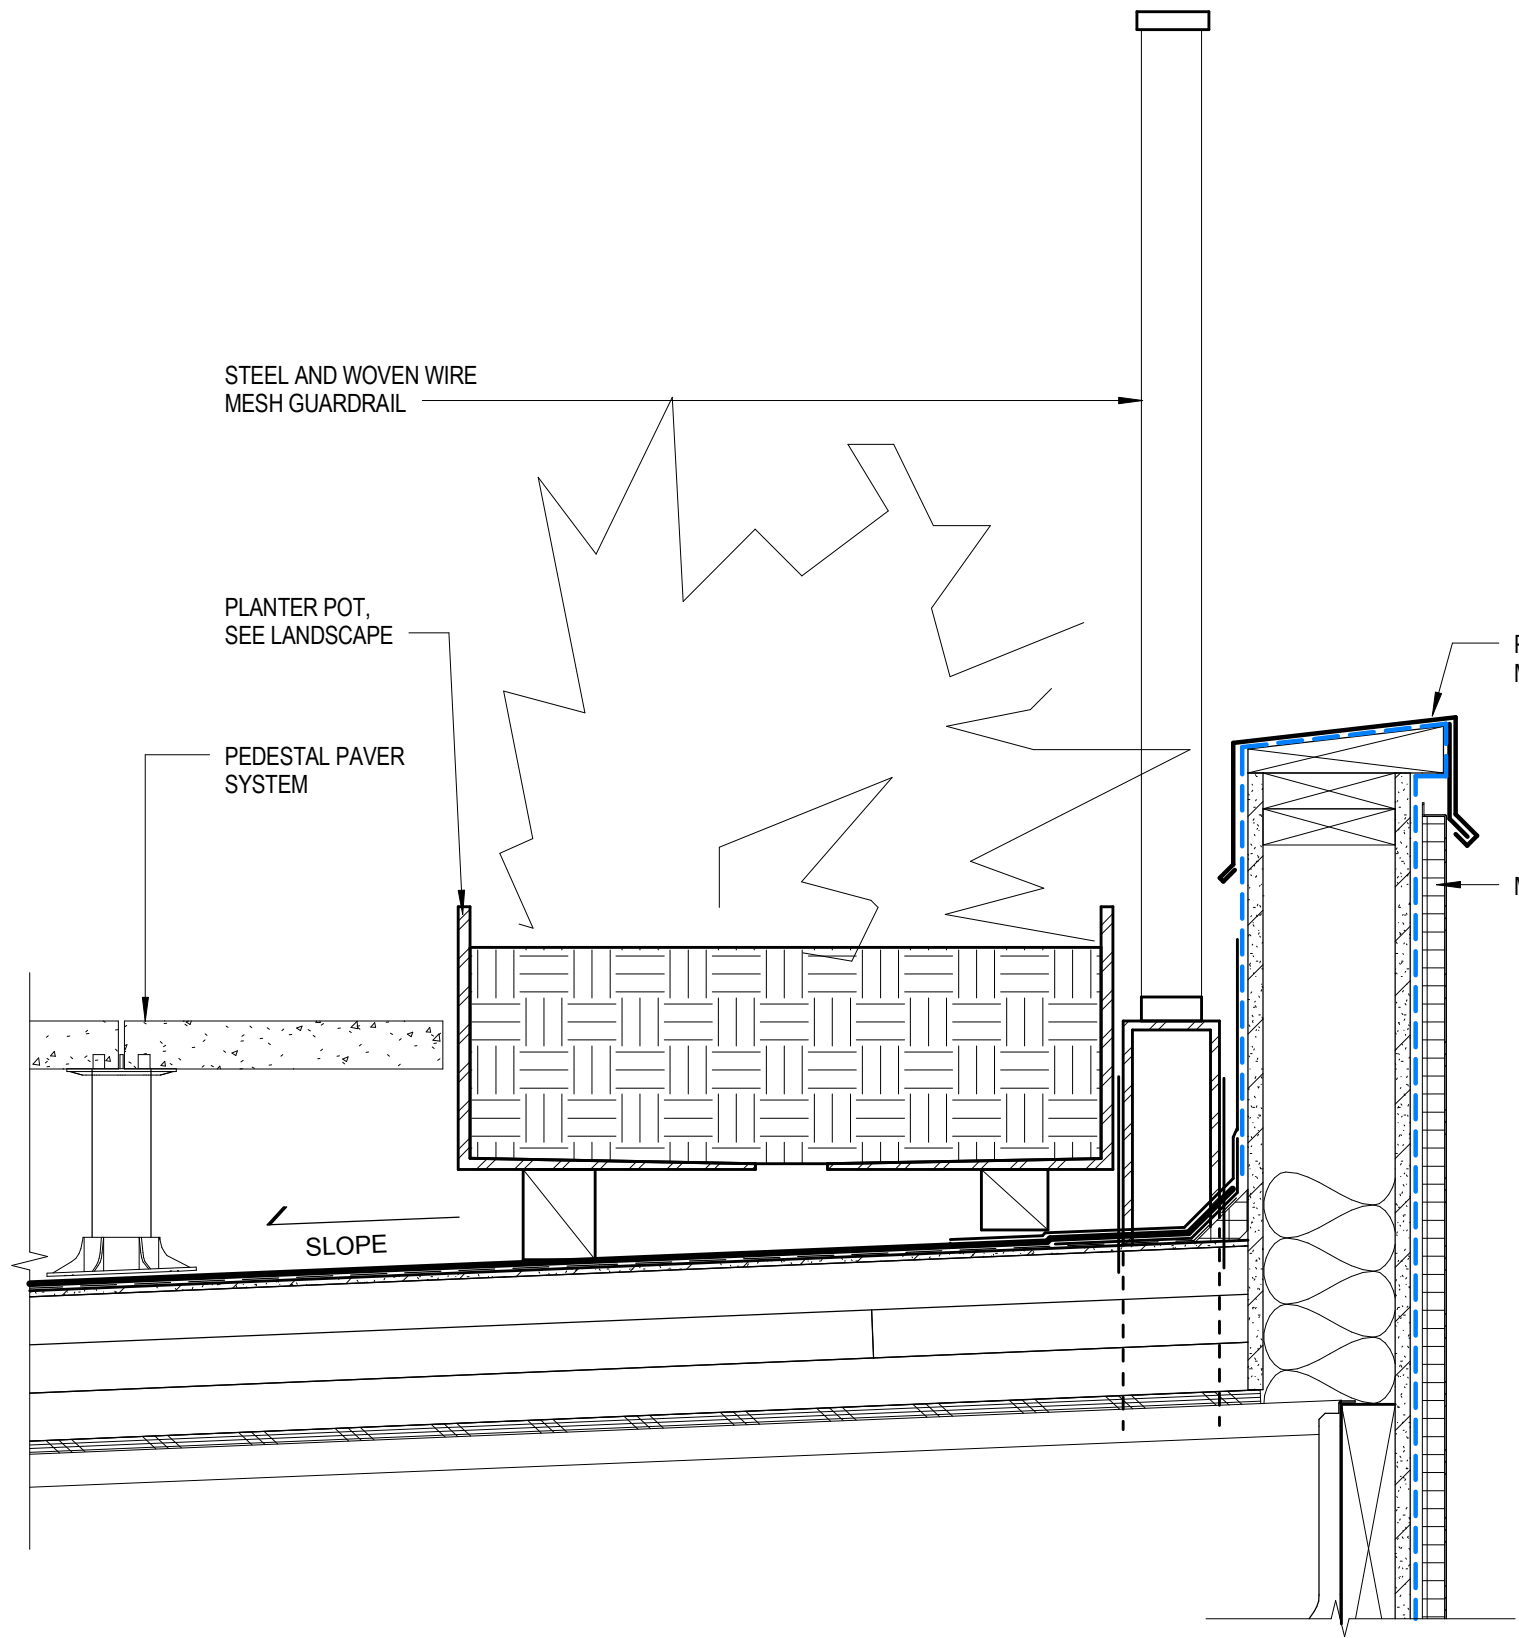 STEEL AND WOVEN WIRE
MESH GUARDRAIL
PLANTER POT,
SEE LANDSCAPE
PEDESTAL PAVER
SYSTEM
SLOPE